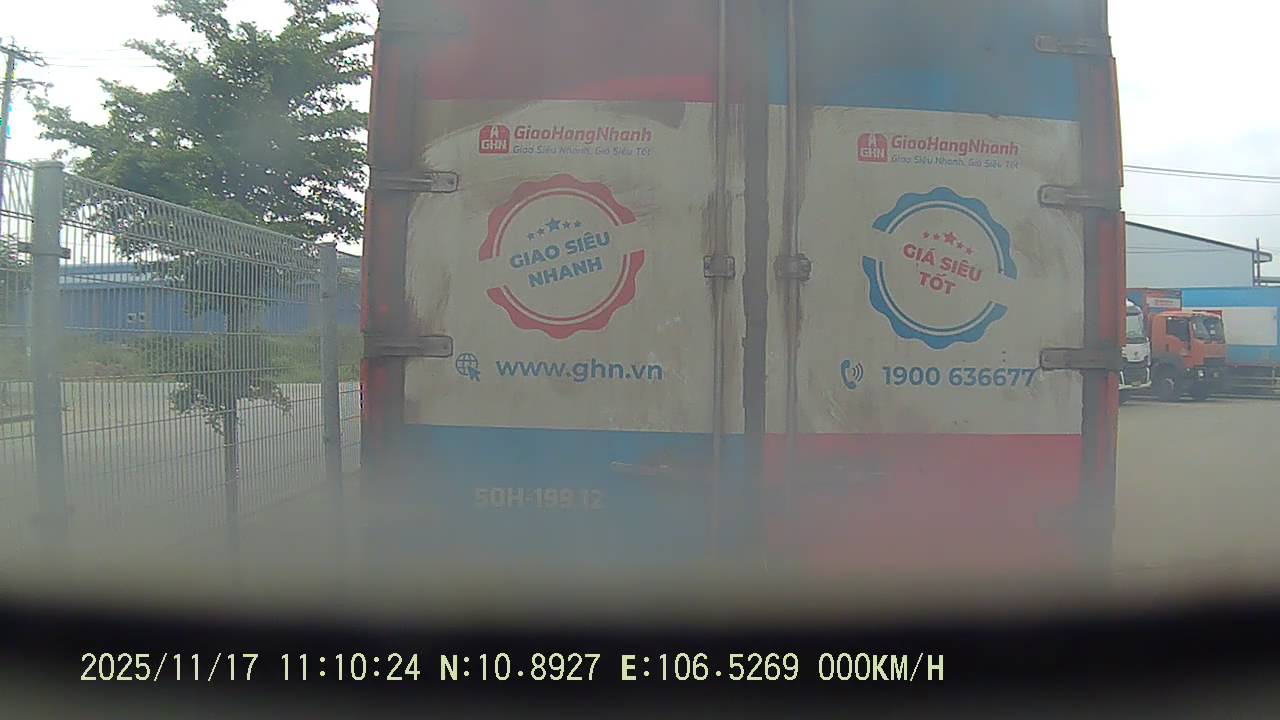 GHN GiaoHangNhanh
Giao Siêu Nhanh, Giá Siêu Tốt
GIAO SIÊU
NHANH
www.ghn.vn
GHN GiaoHangNhanh
Giao Siêu Nhanh, Giá Siêu Tốt
GIÁ SIÊU
TỐT
1900 636677
50H-199.12
2025/11/17 11:10:24 N:10.8927 E:106.5269 000KM/H